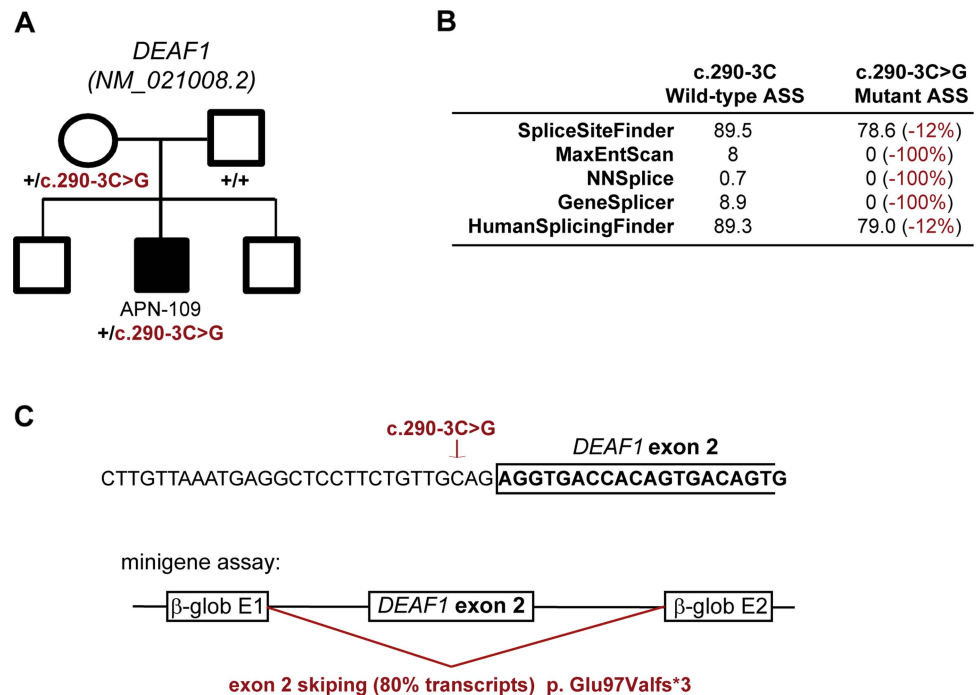 A
DEAF1
(NM_021008.2)
+/c.290-3C>G
+/+
APN-109
+/c.290-3C>G
B
c.290-3C c.290-3C>G
Wild-type ASS Mutant ASS
SpliceSiteFinder 89.5 78.6 (-12%)
MaxEntScan 8 0 (-100%)
NNSplice 0.7 0 (-100%)
GeneSplicer 8.9 0 (-100%)
HumanSplicingFinder 89.3 79.0 (-12%)
C
c.290-3C>G
DEAF1 exon 2
CTTGTTAAATGAGGCTCCTTCTGTTGCAG AGGTGACCACAGTGACAGTG
minigene assay:
β-glob E1 DEAF1 exon 2 β-glob E2
exon 2 skiping (80% transcripts) p. Glu97Valfs*3